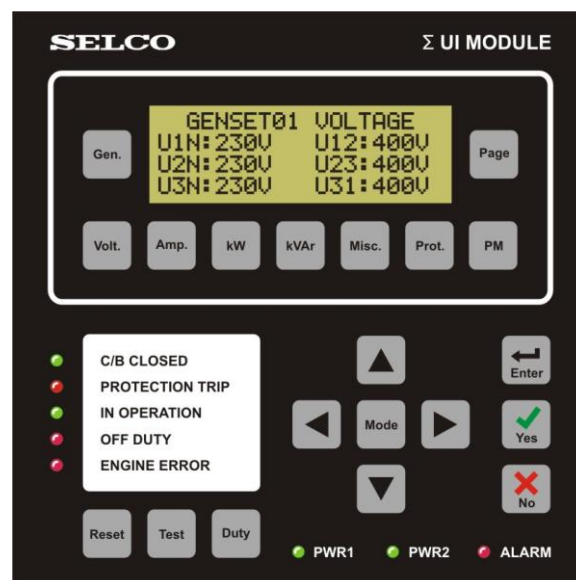 SELCO Σ UI MODULE
GENSET01 VOLTAGE
U1N:230V U12:400V
U2N:230V U23:400V
U3N:230V U31:400V
Gen. Page
Volt. Amp. kW kVAr Misc. Prot. PM
C/B CLOSED
PROTECTION TRIP
IN OPERATION
OFF DUTY
ENGINE ERROR
Enter
Mode
Yes
No
Reset Test Duty
PWR1 PWR2 ALARM